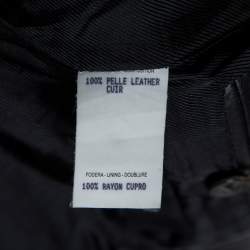 100% PELLE LEATHER
CUIR
FODERA - LINING - DOUBLURE
100% RAYON CUPRO